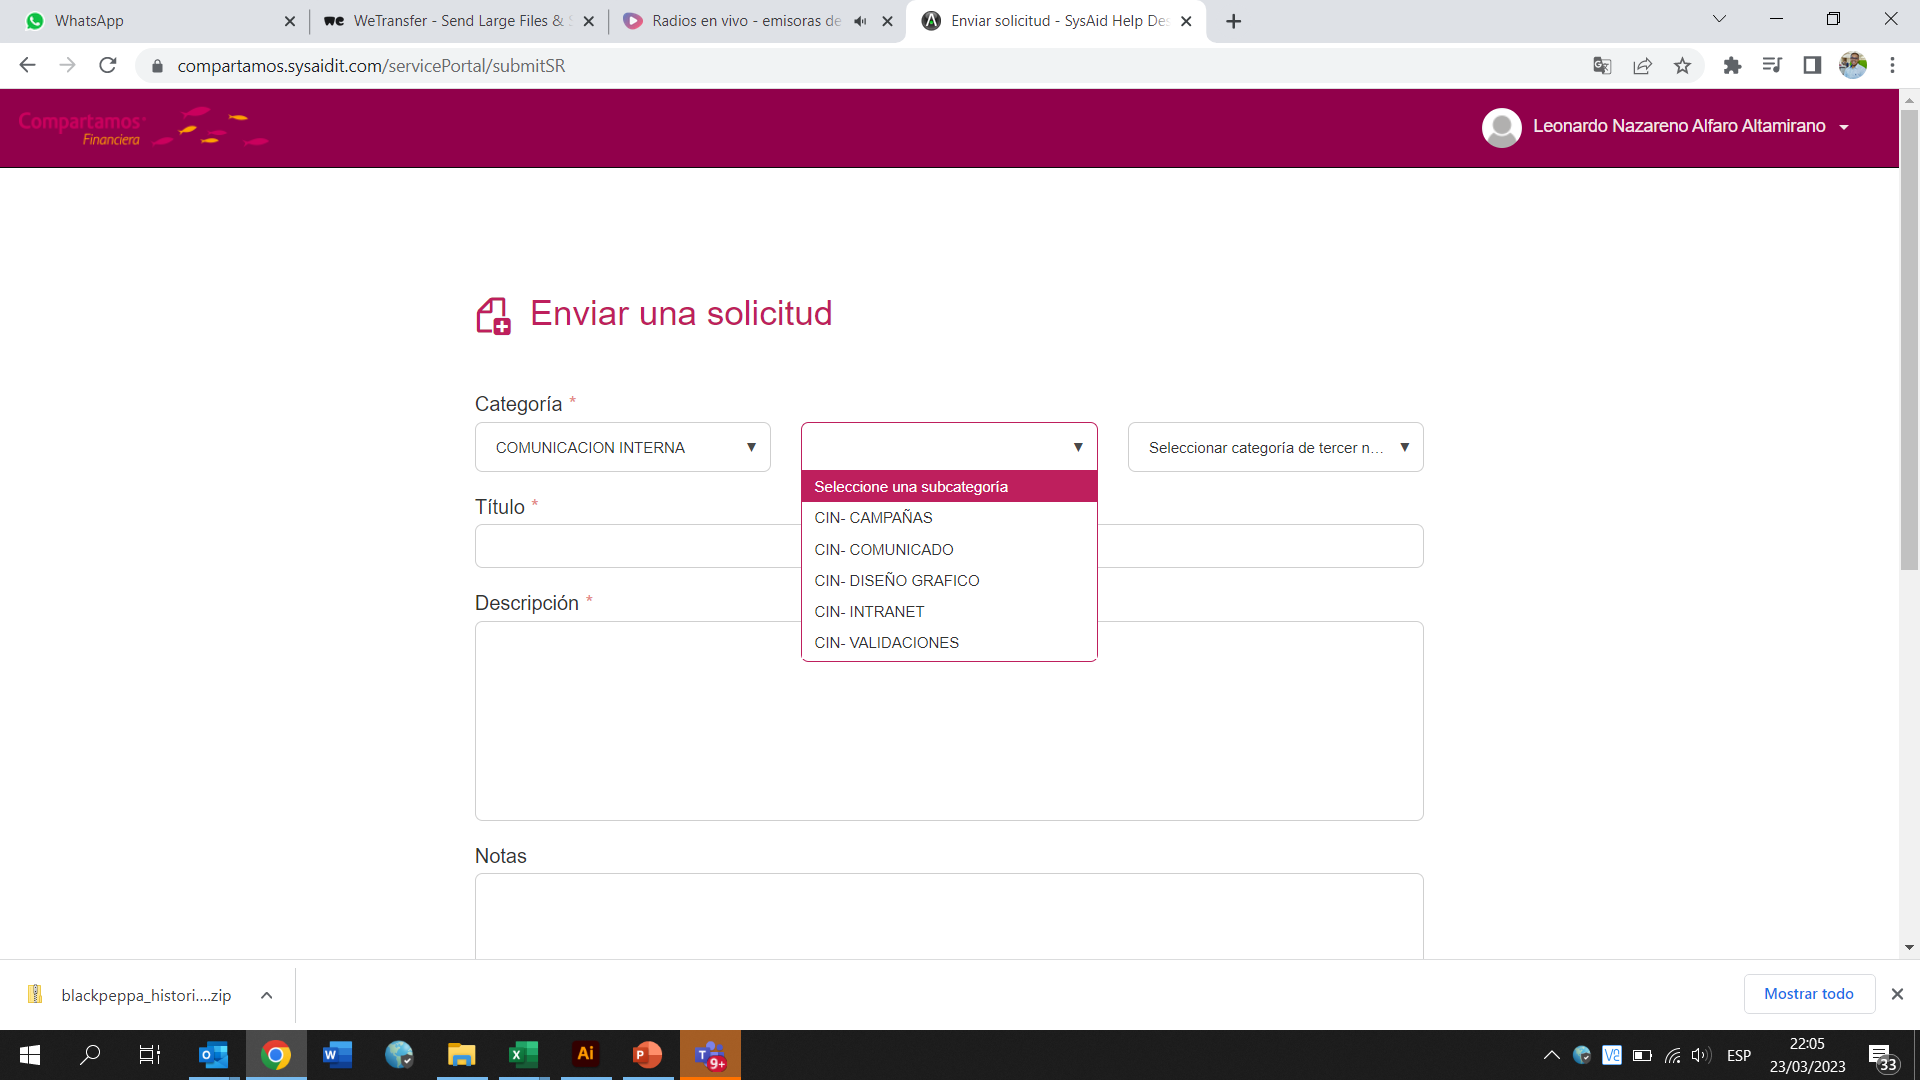 WhatsApp
WeTransfer - Send Large Files & S
Radios en vivo - emisoras de
Enviar solicitud - SysAid Help Des
compartamos.sysaidit.com/servicePortal/submitSR
Compartamos
Financiera
Leonardo Nazareno Alfaro Altamirano
Enviar una solicitud
Categoría *
COMUNICACION INTERNA
Seleccionar categoría de tercer n...
Seleccione una subcategoría
CIN- CAMPAÑAS
CIN- COMUNICADO
CIN- DISEÑO GRAFICO
CIN- INTRANET
CIN- VALIDACIONES
Título *
Descripción *
Notas
blackpeppa_histori....zip
Mostrar todo
9+
ESP
22:05
23/03/2023
33